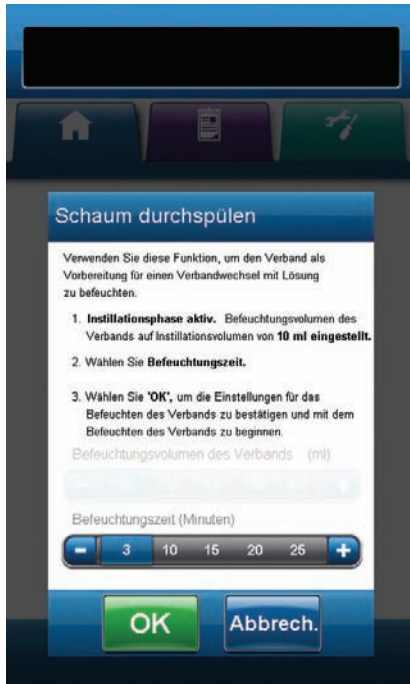 Schaum durchspülen
Verwenden Sie diese Funktion, um den Verband als
Vorbereitung für einen Verbandwechsel mit Lösung
zu befeuchten.
1. Instillationsphase aktiv. Befeuchtungsvolumen des
Verbands auf Instillationsvolumen von 10 ml eingestellt.
2. Wählen Sie Befeuchtungszeit.
3. Wählen Sie 'OK', um die Einstellungen für das
Befeuchten des Verbands zu bestätigen und mit dem
Befeuchten des Verbands zu beginnen.
Befeuchtungsvolumen des Verbands (ml)
Befeuchtungszeit (Minuten)
- 3 10 15 20 25 +
OK Abbrech.